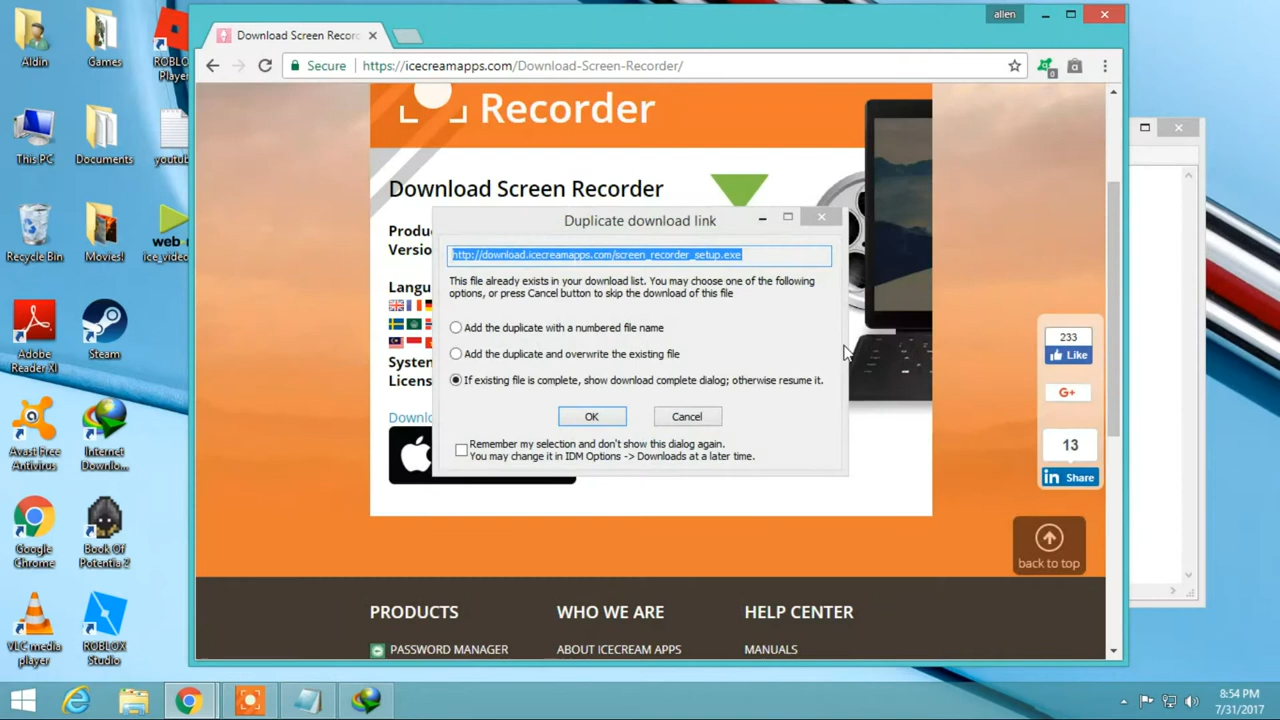 allen
Download Screen Recor
Secure
https://icecreamapps.com/Download-Screen-Recorder/
Aldin
Games
ROBLOX
Player
This PC
Documents
Recycle Bin
Movies!
Adobe
Reader XI
Steam
Avast Free
Antivirus
Internet
Downlo...
Google
Chrome
Book Of
Potentia 2
VLC media
player
ROBLOX
Studio
Recorder
Download Screen Recorder
Produ
Versio
Langu
Systen
Licens
Downlo
Duplicate download link
http://download.icecreamapps.com/screen_recorder_setup.exe
This file already exists in your download list. You may choose one of the following
options, or press Cancel button to skip the download of this file
Add the duplicate with a numbered file name
Add the duplicate and overwrite the existing file
If existing file is complete, show download complete dialog; otherwise resume it.
OK
Cancel
Remember my selection and don't show this dialog again.
You may change it in IDM Options -> Downloads at a later time.
233
Like
G+
13
in Share
back to top
PRODUCTS
WHO WE ARE
HELP CENTER
PASSWORD MANAGER
ABOUT ICECREAM APPS
MANUALS
8:54 PM
7/31/2017